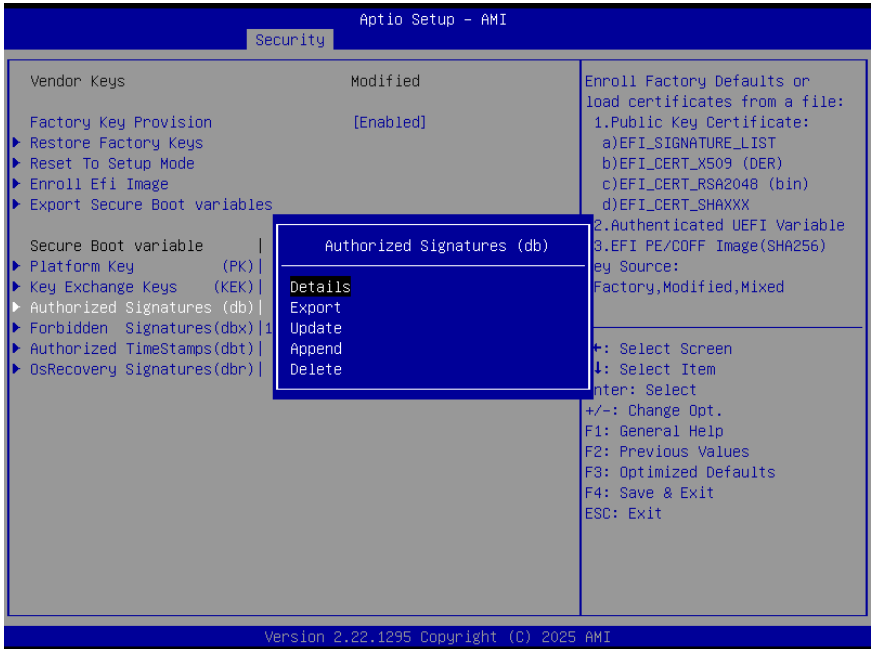 Aptio Setup – AMI
Security
Vendor Keys Modified
Factory Key Provision [Enabled]
Restore Factory Keys
Reset To Setup Mode
Enroll Efi Image
Export Secure Boot variables
Secure Boot variable |
Platform Key (PK)|
Key Exchange Keys (KEK)|
Authorized Signatures (db)|
Forbidden Signatures(dbx)|1
Authorized TimeStamps(dbt)|
OsRecovery Signatures(dbr)|
Authorized Signatures (db)
Details
Export
Update
Append
Delete
Enroll Factory Defaults or
load certificates from a file:
1.Public Key Certificate:
a)EFI_SIGNATURE_LIST
b)EFI_CERT_X509 (DER)
c)EFI_CERT_RSA2048 (bin)
d)EFI_CERT_SHAXXX
2.Authenticated UEFI Variable
3.EFI PE/COFF Image(SHA256)
ey Source:
Factory,Modified,Mixed
: Select Screen
↓: Select Item
nter: Select
+/-: Change Opt.
F1: General Help
F2: Previous Values
F3: Optimized Defaults
F4: Save & Exit
ESC: Exit
Version 2.22.1295 Copyright (C) 2025 AMI